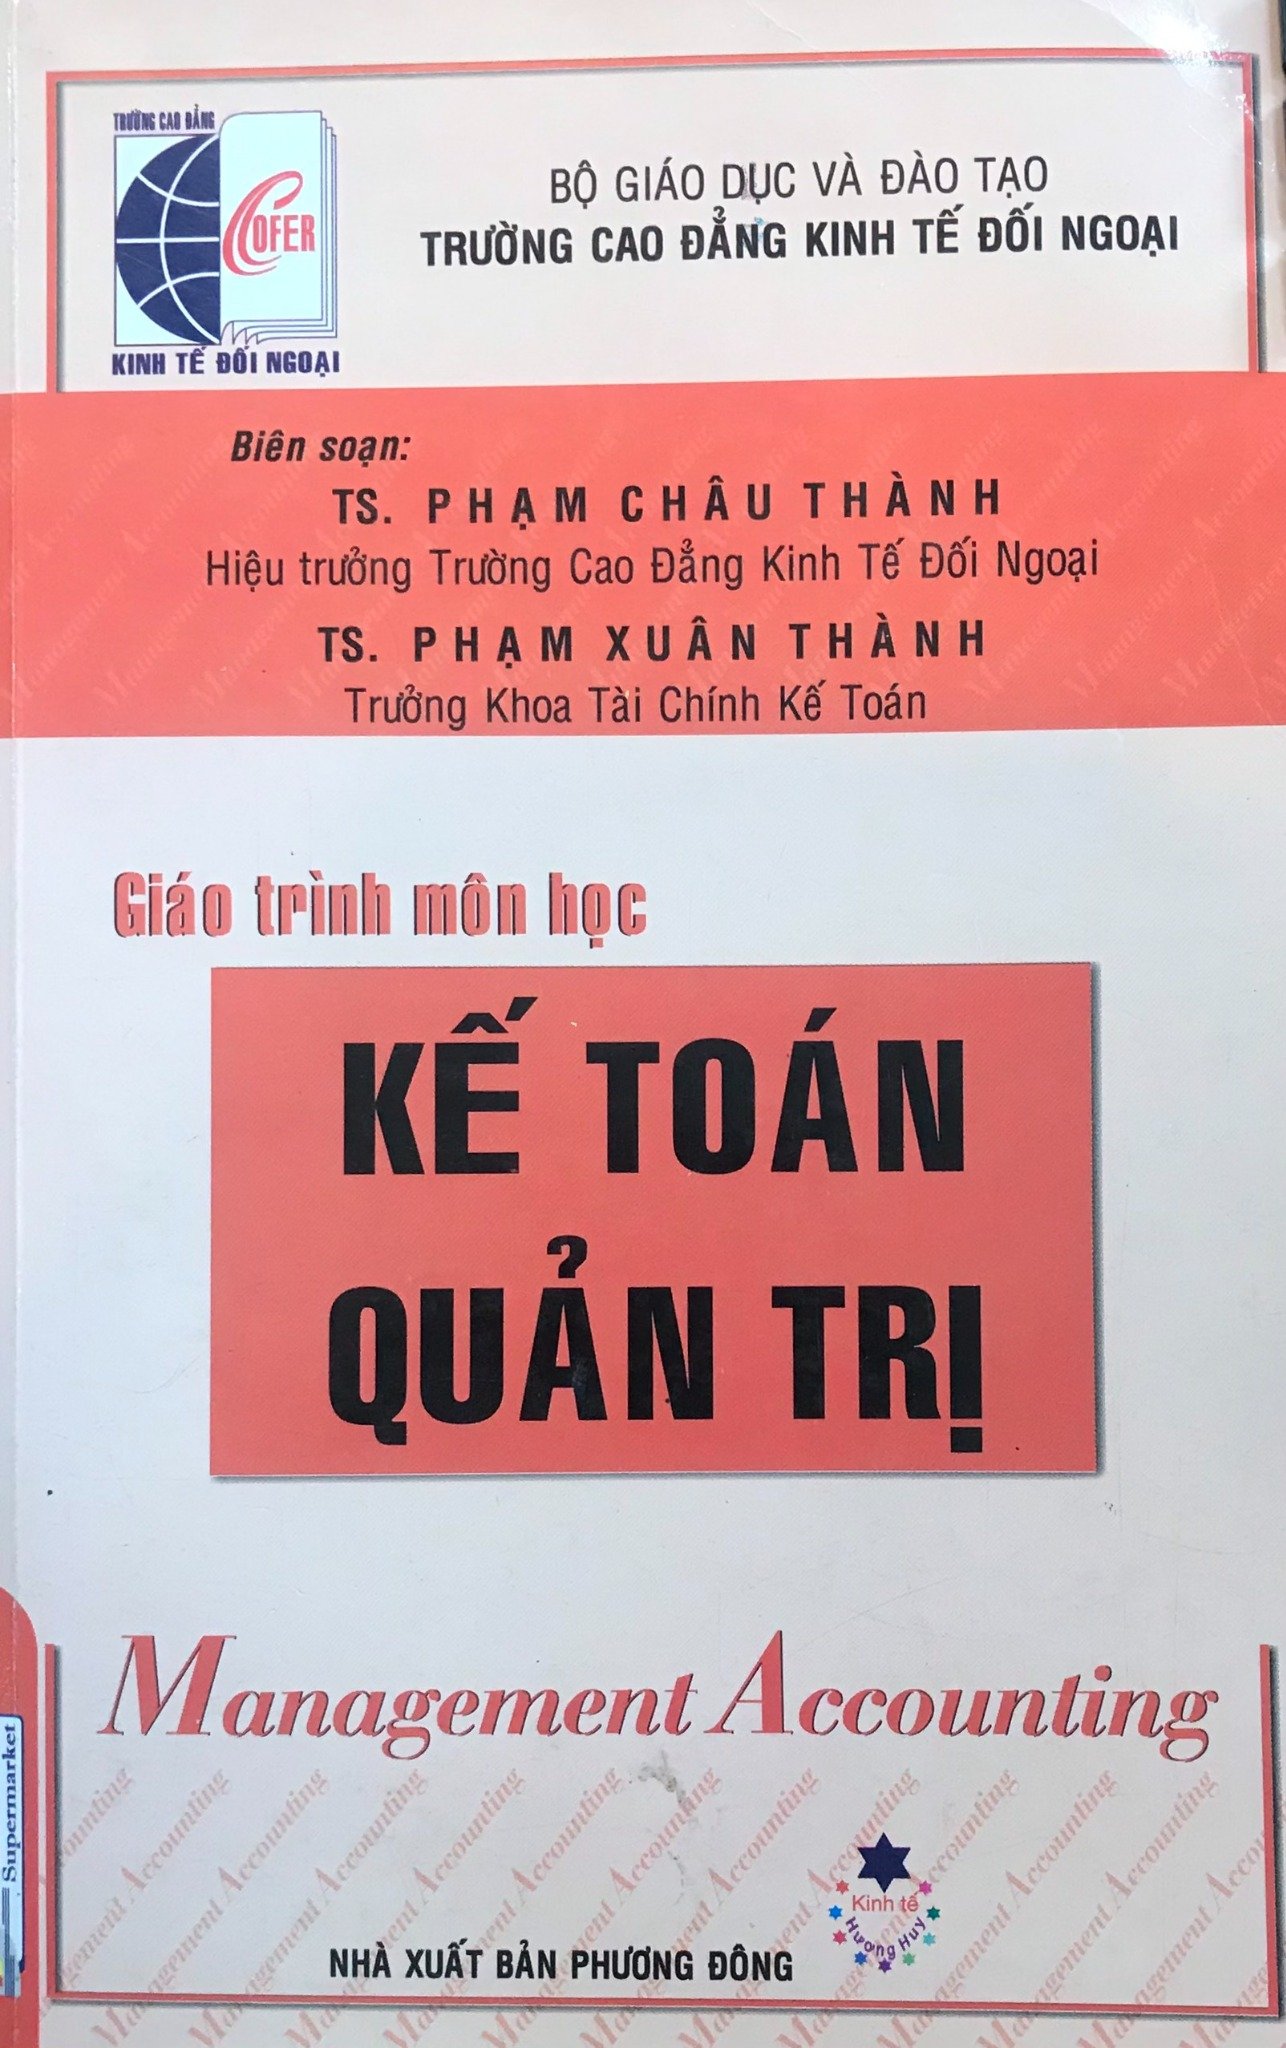 TRƯỜNG CAO ĐẲNG
COFER
KINH TẾ ĐỐI NGOẠI
BỘ GIÁO DỤC VÀ ĐÀO TẠO
TRƯỜNG CAO ĐẲNG KINH TẾ ĐỐI NGOẠI
Biên soạn:
TS. PHẠM CHÂU THÀNH
Hiệu trưởng Trường Cao Đẳng Kinh Tế Đối Ngoại
TS. PHẠM XUÂN THÀNH
Trưởng Khoa Tài Chính Kế Toán
Giáo trình môn học
KẾ TOÁN
QUẢN TRỊ
Management Accounting
Supermarket
Kinh tế
Hương Huy
NHÀ XUẤT BẢN PHƯƠNG ĐÔNG